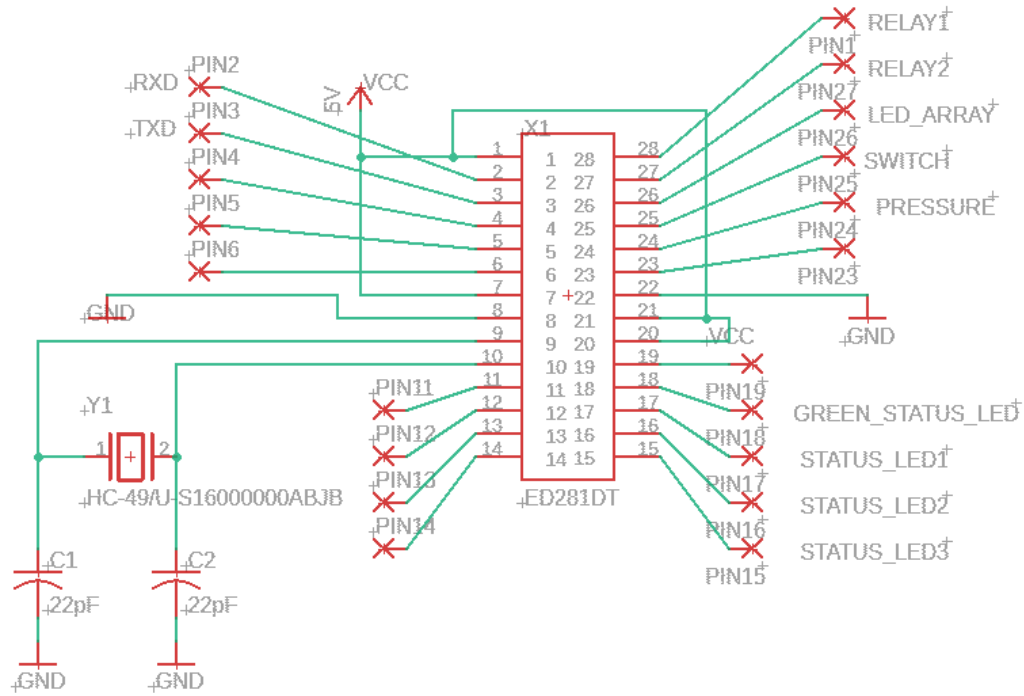 RELAY1
PIN1
RELAY2
PIN27
LED_ARRAY
PIN26
SWITCH
PIN25
PRESSURE
PIN24
PIN23
PIN2
RXD
PIN3
TXD
PIN4
PIN5
PIN6
5V
VCC
X1
1 1 28 28
2 2 27 27
3 3 26 26
4 4 25 25
5 5 24 24
6 6 23 23
7 7 22 22
8 8 21 21
9 9 20 20
10 10 19 19
11 11 18 18
12 12 17 17
13 13 16 16
14 14 15 15
ED281DT
GND
GND
VCC
PIN11
PIN12
PIN13
PIN14
PIN19
GREEN_STATUS_LED
PIN18
STATUS_LED1
PIN17
STATUS_LED2
PIN16
STATUS_LED3
PIN15
Y1
1 2
HC-49/U-S16000000ABJB
C1
22pF
GND
C2
22pF
GND